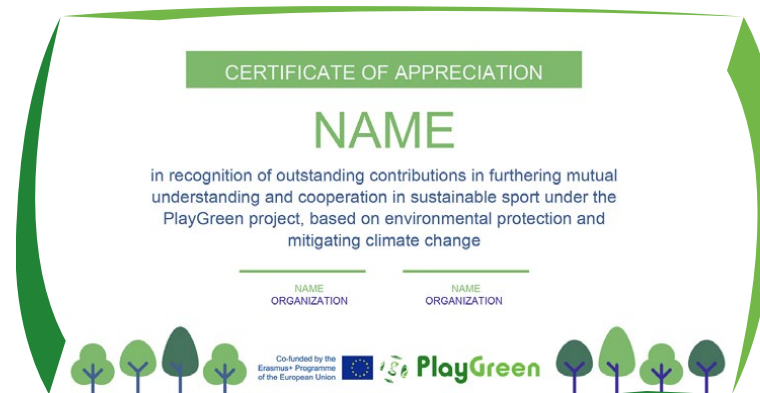 CERTIFICATE OF APPRECIATION
NAME
in recognition of outstanding contributions in furthering mutual
understanding and cooperation in sustainable sport under the
PlayGreen project, based on environmental protection and
mitigating climate change
NAME
ORGANIZATION
NAME
ORGANIZATION
Co-funded by the
Erasmus+ Programme
of the European Union
PlayGreen